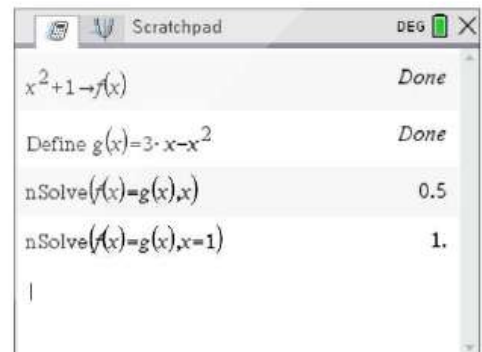 Scratchpad DEG
x²+1→f(x) Done
Define g(x)=3·x−x² Done
nSolve(f(x)=g(x),x) 0.5
nSolve(f(x)=g(x),x=1) 1.